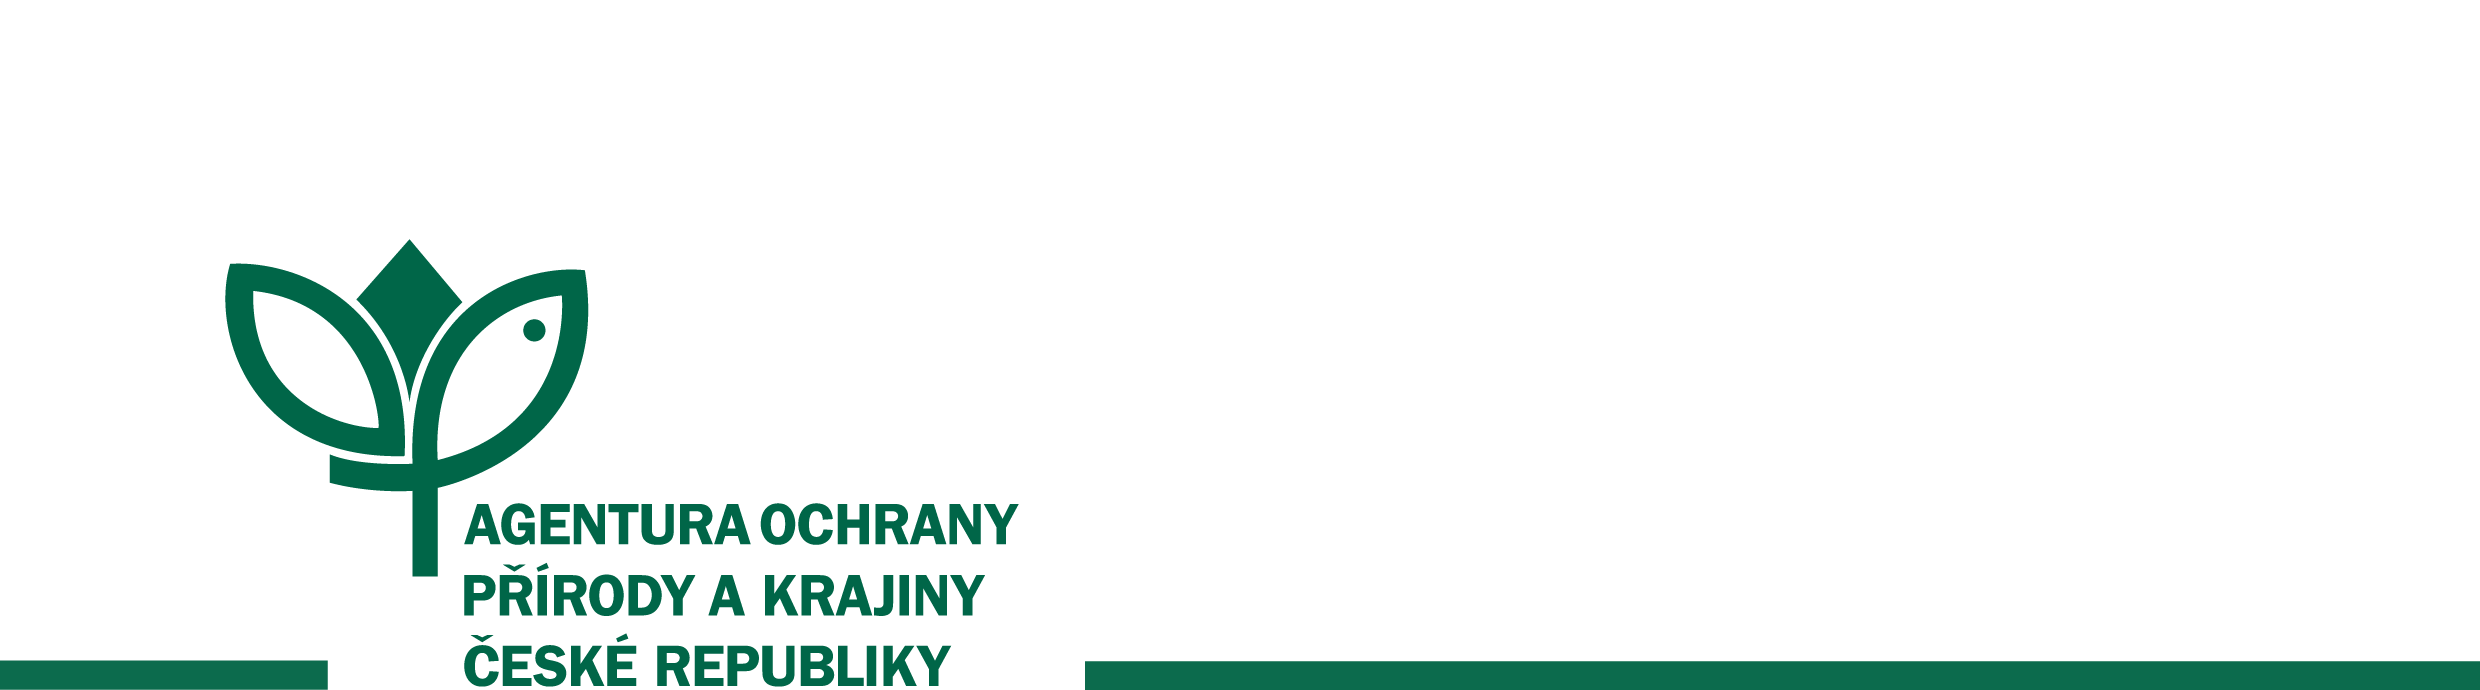 AGENTURA OCHRANY
PŘÍRODY A KRAJINY
ČESKÉ REPUBLIKY